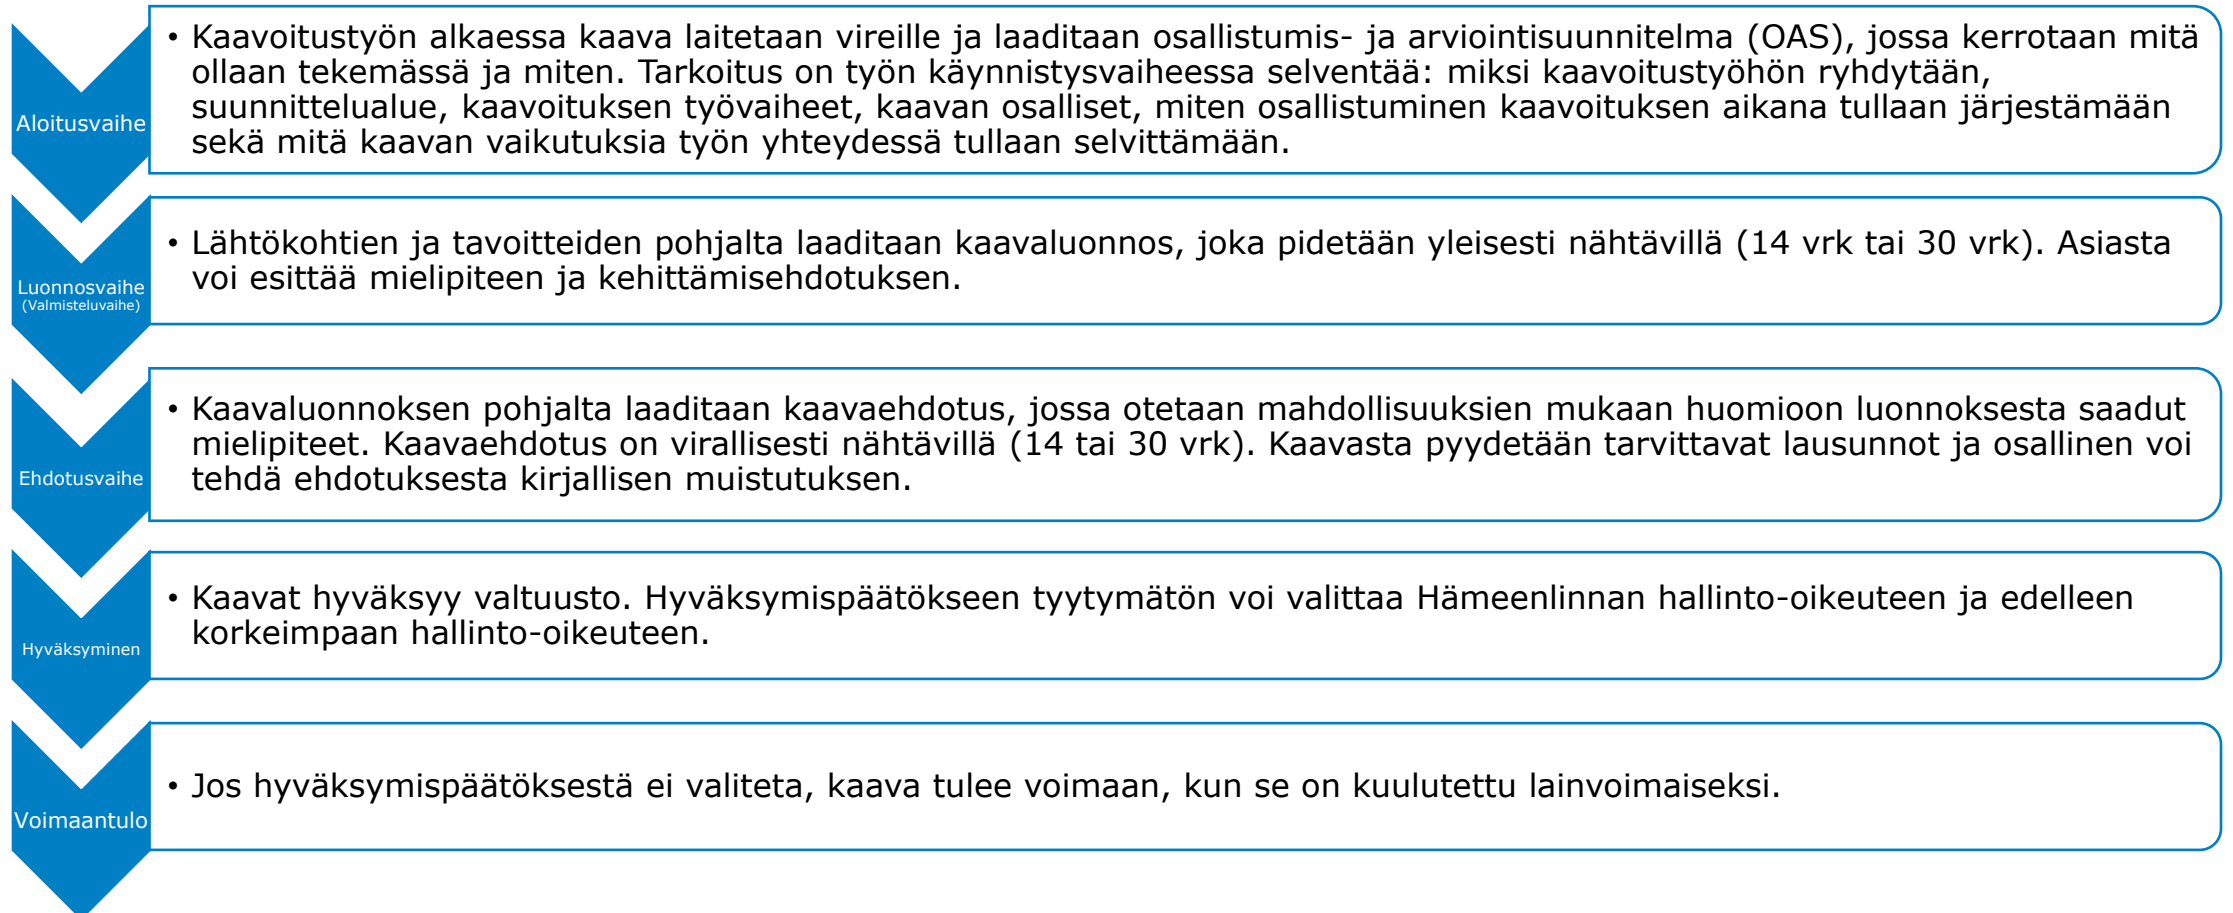 Aloitusvaihe
• Kaavoitustyön alkaessa kaava laitetaan vireille ja laaditaan osallistumis- ja arviointisuunnitelma (OAS), jossa kerrotaan mitä
ollaan tekemässä ja miten. Tarkoitus on työn käynnistysvaiheessa selventää: miksi kaavoitustyöhön ryhdytään,
suunnittelualue, kaavoituksen työvaiheet, kaavan osalliset, miten osallistuminen kaavoituksen aikana tullaan järjestämään
sekä mitä kaavan vaikutuksia työn yhteydessä tullaan selvittämään.
Luonnosvaihe
(Valmisteluvaihe)
• Lähtökohtien ja tavoitteiden pohjalta laaditaan kaavaluonnos, joka pidetään yleisesti nähtävillä (14 vrk tai 30 vrk). Asiasta
voi esittää mielipiteen ja kehittämisehdotuksen.
Ehdotusvaihe
• Kaavaluonnoksen pohjalta laaditaan kaavaehdotus, jossa otetaan mahdollisuuksien mukaan huomioon luonnoksesta saadut
mielipiteet. Kaavaehdotus on virallisesti nähtävillä (14 tai 30 vrk). Kaavasta pyydetään tarvittavat lausunnot ja osallinen voi
tehdä ehdotuksesta kirjallisen muistutuksen.
Hyväksyminen
• Kaavat hyväksyy valtuusto. Hyväksymispäätökseen tyytymätön voi valittaa Hämeenlinnan hallinto-oikeuteen ja edelleen
korkeimpaan hallinto-oikeuteen.
Voimaantulo
• Jos hyväksymispäätöksestä ei valiteta, kaava tulee voimaan, kun se on kuulutettu lainvoimaiseksi.